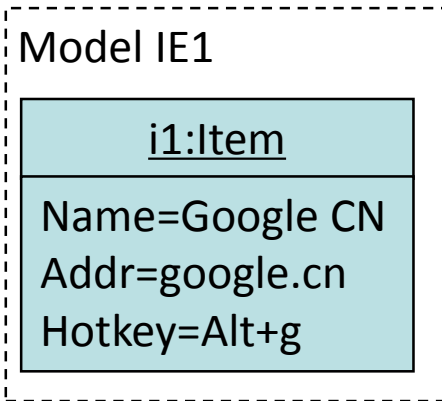 Model IE1
i1:Item
Name=Google CN
Addr=google.cn
Hotkey=Alt+g